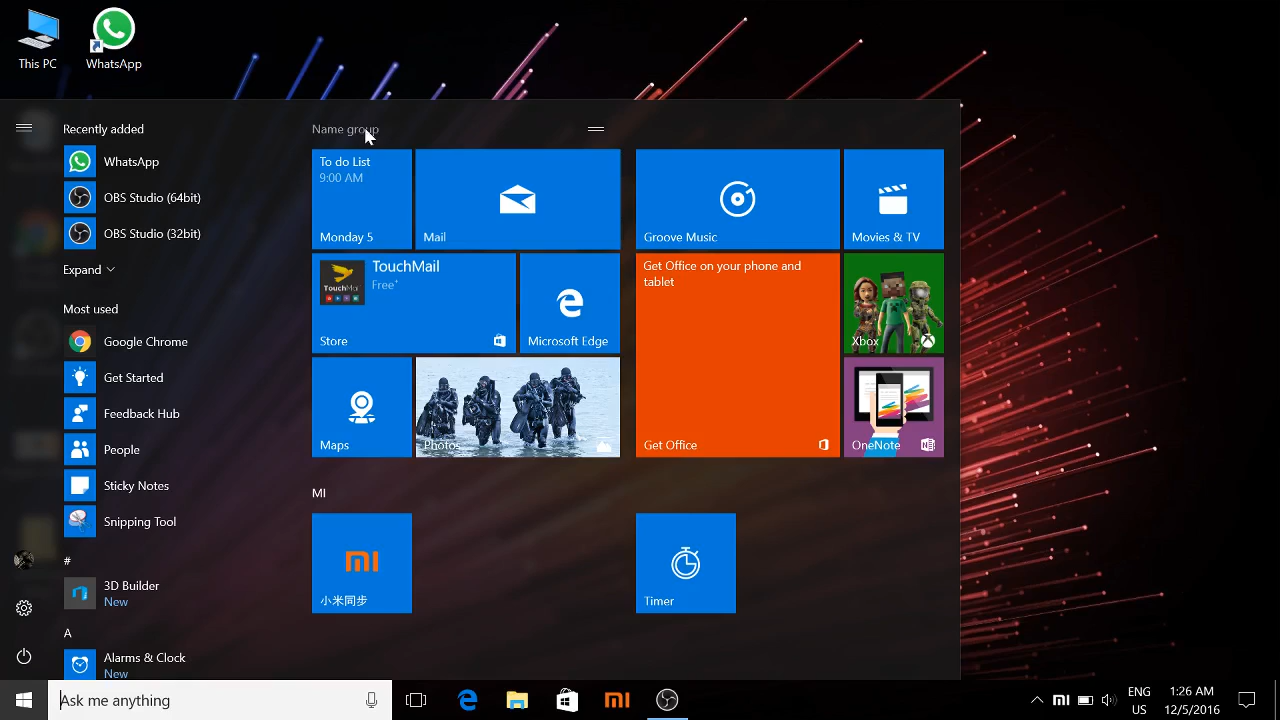 This PC
WhatsApp
Recently added
WhatsApp
OBS Studio (64bit)
OBS Studio (32bit)
Expand
Most used
Google Chrome
Get Started
Feedback Hub
People
Sticky Notes
Snipping Tool
#
3D Builder
New
A
Alarms & Clock
New
Name group
To do List
9:00 AM
Monday 5
Mail
TouchMail
TouchMail
Free+
Store
Microsoft Edge
Maps
Photos
Groove Music
Movies & TV
Get Office on your phone and
tablet
Get Office
Xbox
OneNote
MI
mi
小米同步
Timer
Ask me anything
mi
mi
ENG
US
1:26 AM
12/5/2016